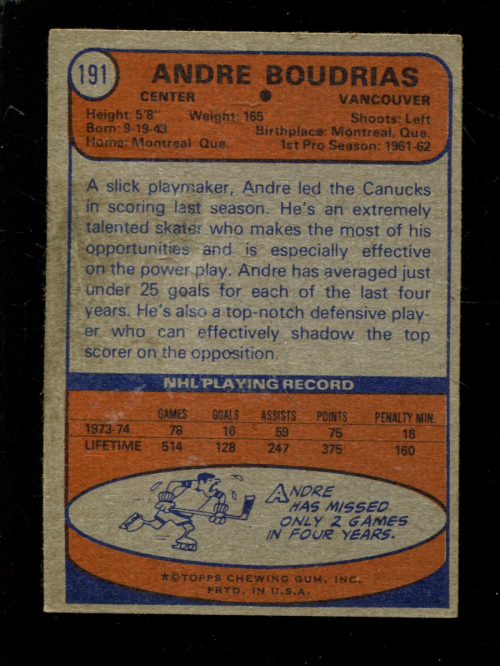 191
ANDRE BOUDRIAS
CENTER ● VANCOUVER
Height: 5'8" Weight: 165 Shoots: Left
Born: 9-19-43 Birthplace: Montreal, Que.
Home: Montreal Que. 1st Pro Season: 1961-62
A slick playmaker, Andre led the Canucks
in scoring last season. He's an extremely
talented skater who makes the most of his
opportunities and is especially effective
on the power play. Andre has averaged just
under 25 goals for each of the last four
years. He's also a top-notch defensive play-
er who can effectively shadow the top
scorer on the opposition.
NHL PLAYING RECORD
GAMES GOALS ASSISTS POINTS PENALTY MIN.
1973-74 78 16 59 75 18
LIFETIME 514 128 247 375 160
ANDRE
HAS MISSED
ONLY 2 GAMES
IN FOUR YEARS.
*©TOPPS CHEWING GUM, INC.
PRTD. IN U.S.A.